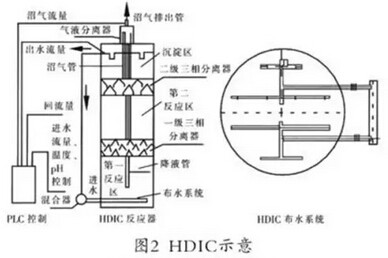 沼气流量
沼气排出管
气液分离器
出水流量
沉淀区
沼气管
二级三相分离器
第二
反应区
回流量
一级三相
分离器
进水
流量、
温度、
pH
控制
第一
反应
区
降液管
进水
布水系统
混合器
PLC 控制
HDIC 反应器
HDIC 布水系统
图2 HDIC示意